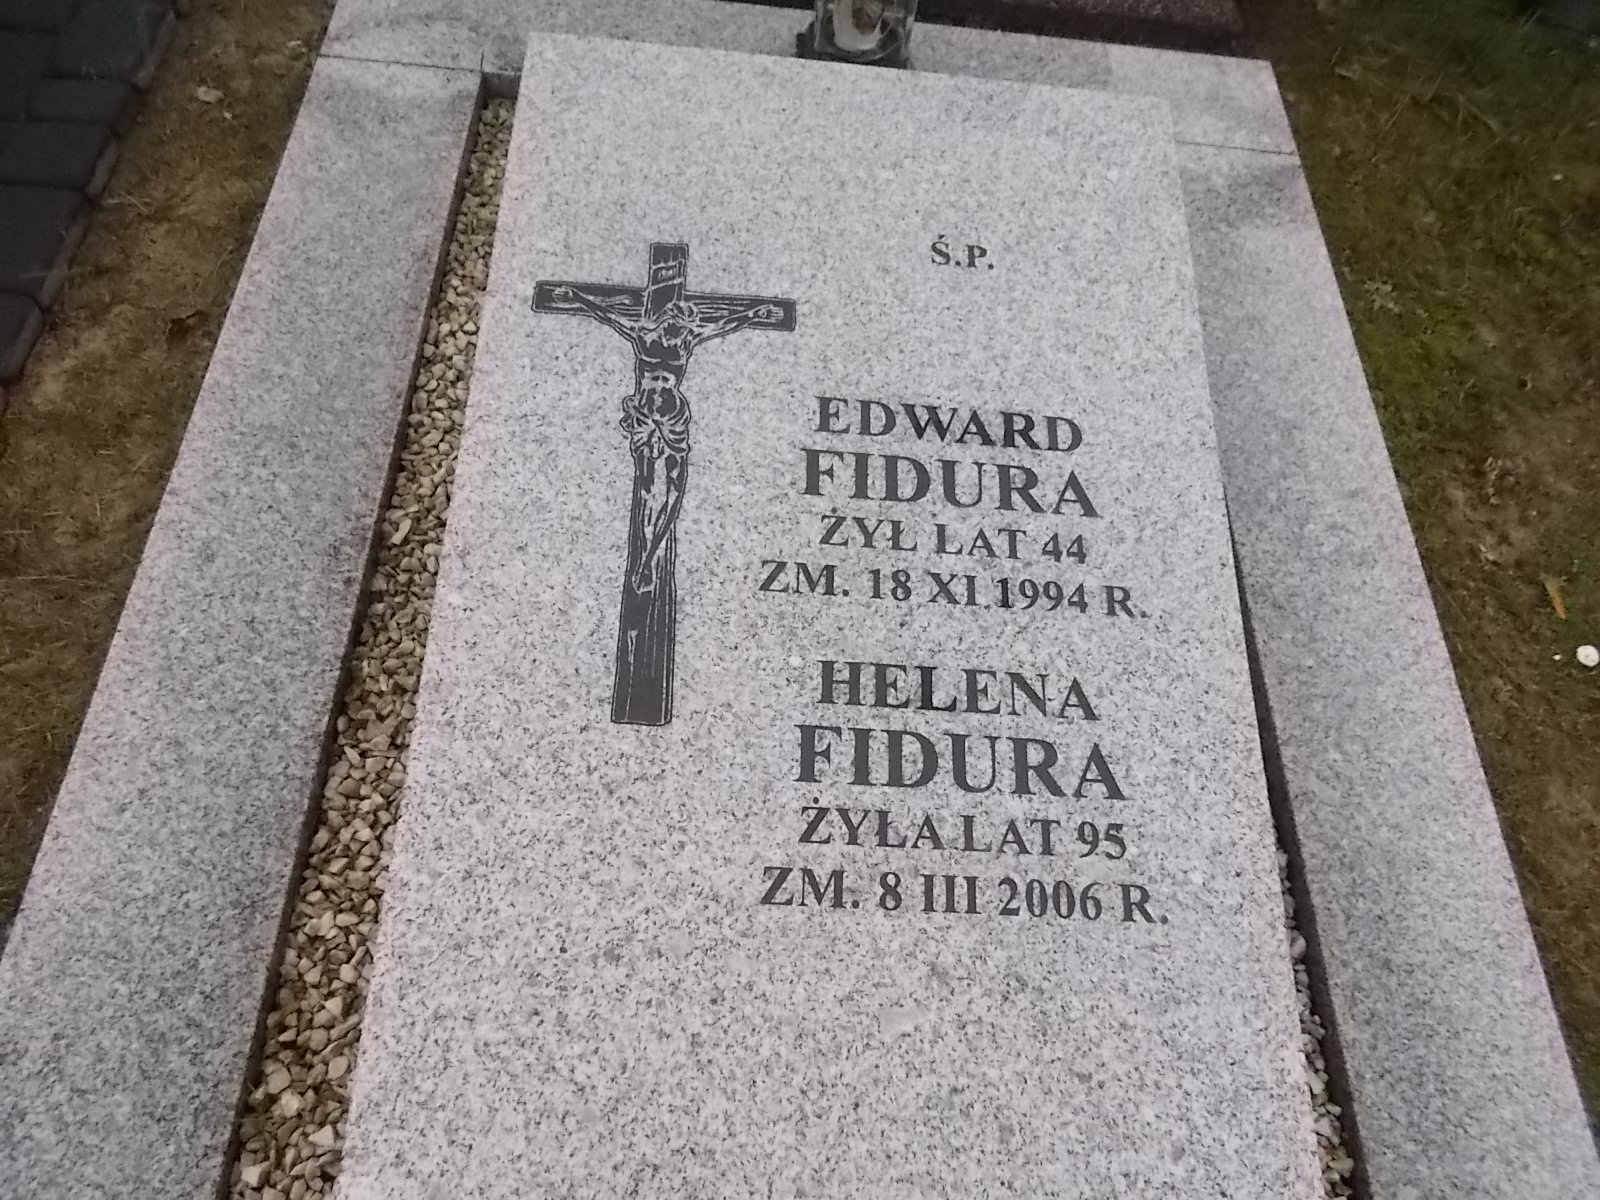 Ś.P.
EDWARD
FIDURA
ŻYŁ LAT 44
ZM. 18 XI 1994 R.
HELENA
FIDURA
ŻYŁA LAT 95
ZM. 8 III 2006 R.